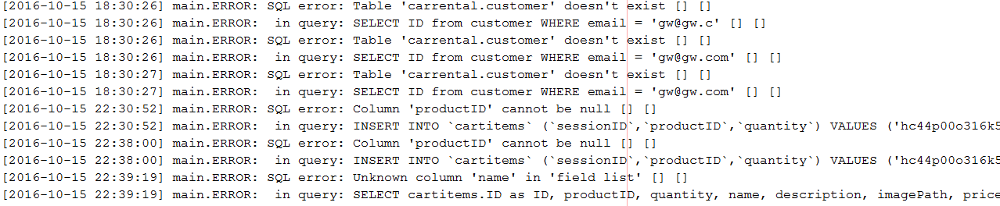 [2016-10-15 18:30:26] main.ERROR: SQL error: Table 'carrental.customer' doesn't exist [] []
[2016-10-15 18:30:26] main.ERROR:  in query: SELECT ID from customer WHERE email = 'gw@gw.c' [] []
[2016-10-15 18:30:26] main.ERROR: SQL error: Table 'carrental.customer' doesn't exist [] []
[2016-10-15 18:30:26] main.ERROR:  in query: SELECT ID from customer WHERE email = 'gw@gw.com' [] []
[2016-10-15 18:30:27] main.ERROR: SQL error: Table 'carrental.customer' doesn't exist [] []
[2016-10-15 18:30:27] main.ERROR:  in query: SELECT ID from customer WHERE email = 'gw@gw.com' [] []
[2016-10-15 22:30:52] main.ERROR: SQL error: Column 'productID' cannot be null [] []
[2016-10-15 22:30:52] main.ERROR:  in query: INSERT INTO `cartitems` (`sessionID`,`productID`,`quantity`) VALUES ('hc44p00o316k5
[2016-10-15 22:38:00] main.ERROR: SQL error: Column 'productID' cannot be null [] []
[2016-10-15 22:38:00] main.ERROR:  in query: INSERT INTO `cartitems` (`sessionID`,`productID`,`quantity`) VALUES ('hc44p00o316k5
[2016-10-15 22:39:19] main.ERROR: SQL error: Unknown column 'name' in 'field list' [] []
[2016-10-15 22:39:19] main.ERROR:  in query: SELECT cartitems.ID as ID, productID, quantity, name, description, imagePath, price